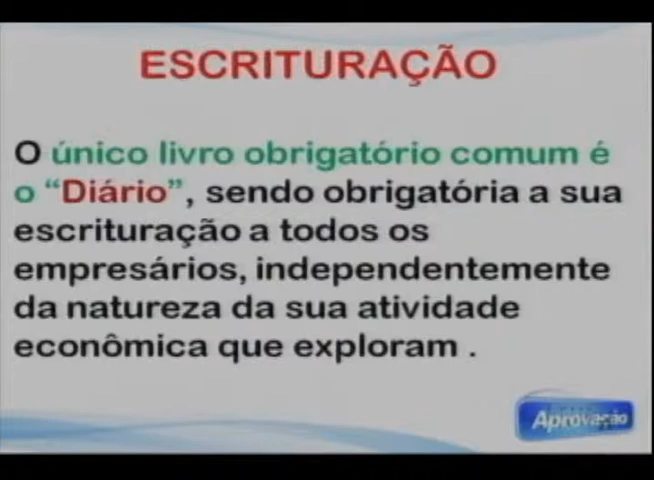 ESCRITURAÇÃO
O único livro obrigatório comum é
o “Diário”, sendo obrigatória a sua
escrituração a todos os
empresários, independentemente
da natureza da sua atividade
econômica que exploram .
Aprovação